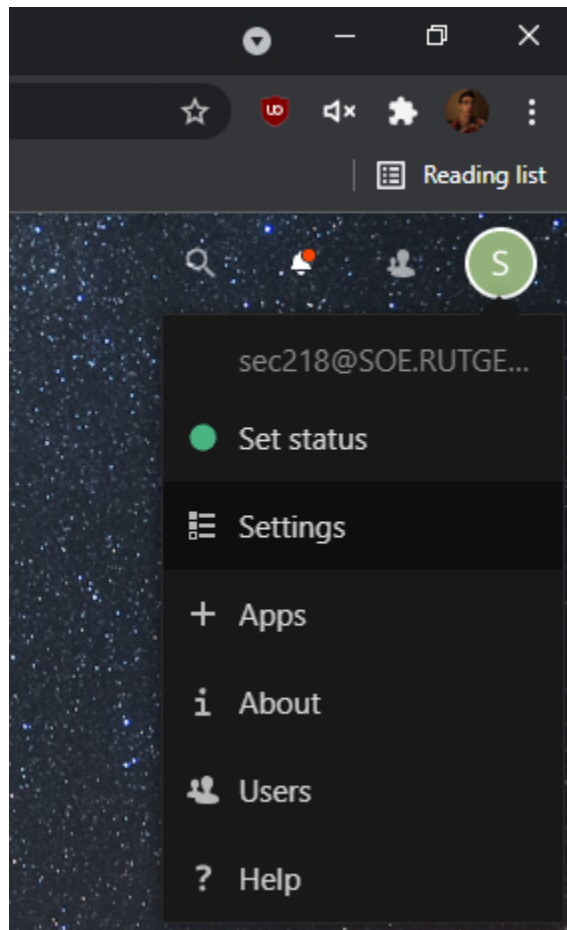 Reading list
S
sec218@SOE.RUTGE...
Set status
Settings
Apps
About
Users
Help